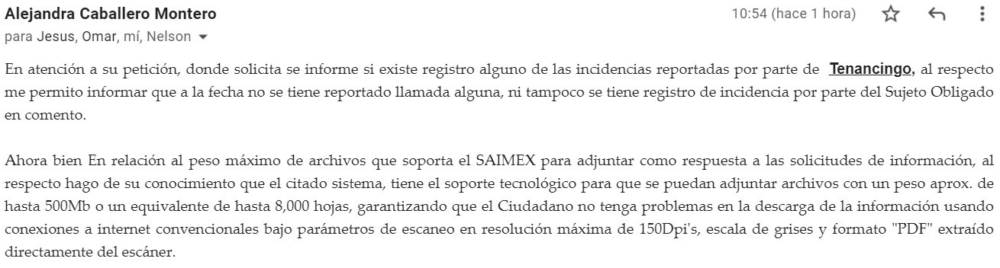 Alejandra Caballero Montero
10:54 (hace 1 hora)
para Jesus, Omar, mí, Nelson
En atención a su petición, donde solicita se informe si existe registro alguno de las incidencias reportadas por parte de Tenancingo, al respecto
me permito informar que a la fecha no se tiene reportado llamada alguna, ni tampoco se tiene registro de incidencia por parte del Sujeto Obligado
en comento.
Ahora bien En relación al peso máximo de archivos que soporta el SAIMEX para adjuntar como respuesta a las solicitudes de información, al
respecto hago de su conocimiento que el citado sistema, tiene el soporte tecnológico para que se puedan adjuntar archivos con un peso aprox. de
hasta 500Mb o un equivalente de hasta 8,000 hojas, garantizando que el Ciudadano no tenga problemas en la descarga de la información usando
conexiones a internet convencionales bajo parámetros de escaneo en resolución máxima de 150Dpi's, escala de grises y formato "PDF" extraído
directamente del escáner.